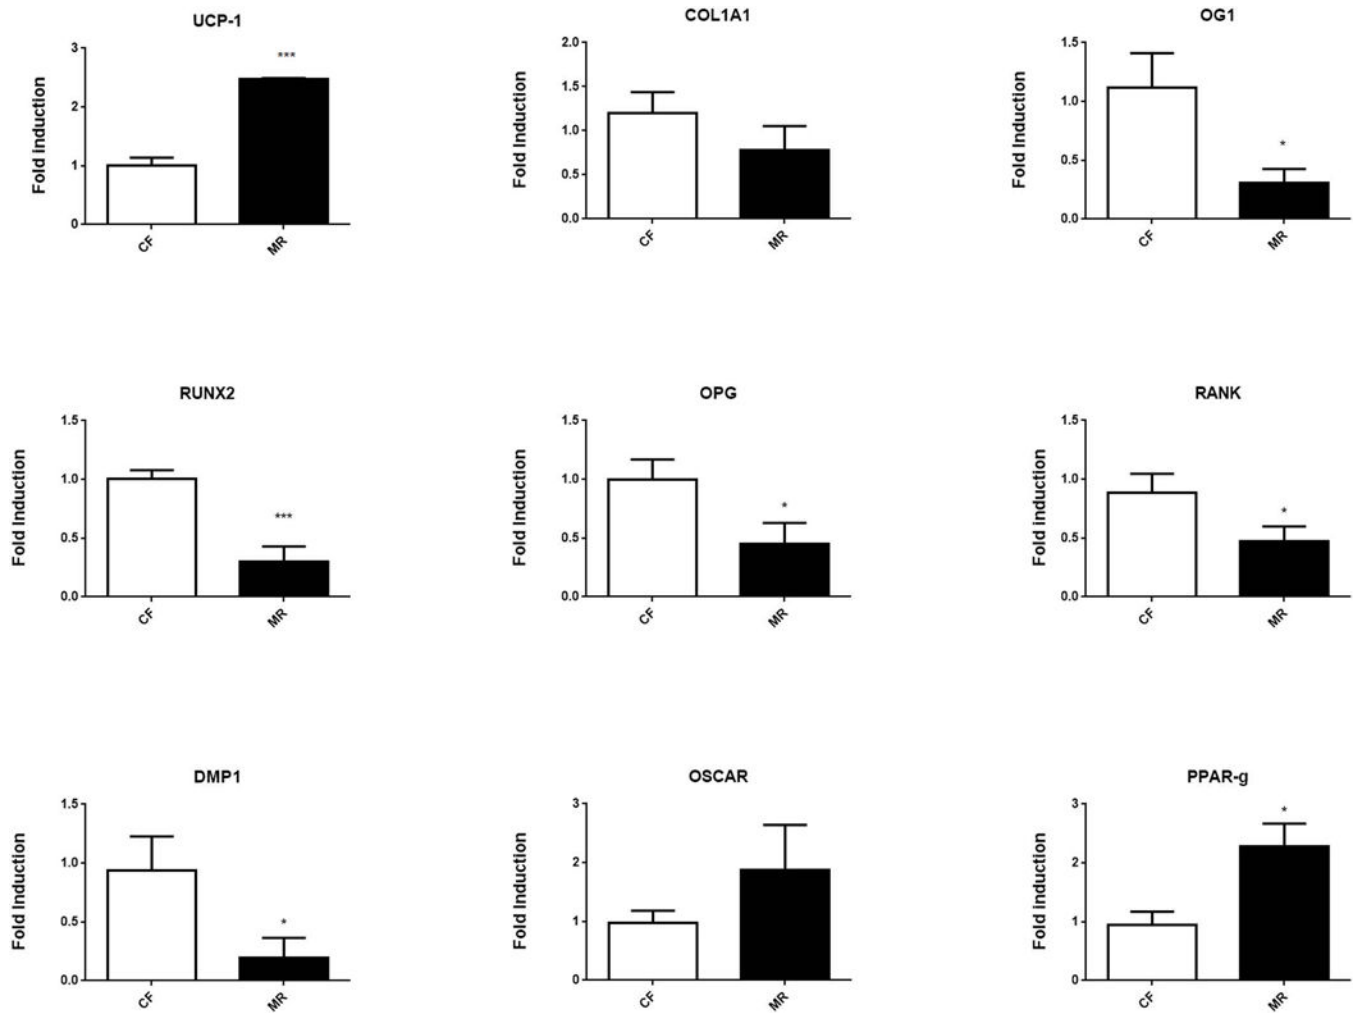 UCP-1
COL1A1
OG1
Fold Induction
3
2
1
0
***
CF
MR
Fold Induction
2.0
1.5
1.0
0.5
0.0
CF
MR
Fold Induction
1.5
1.0
0.5
0.0
*
CF
MR
RUNX2
OPG
RANK
Fold Induction
1.5
1.0
0.5
0.0
***
CF
MR
Fold Induction
1.5
1.0
0.5
0.0
*
CF
MR
Fold Induction
1.5
1.0
0.5
0.0
*
CF
MR
DMP1
OSCAR
PPAR-g
Fold Induction
1.5
1.0
0.5
0.0
*
CF
MR
Fold Induction
3
2
1
0
CF
MR
Fold Induction
3
2
1
0
*
CF
MR